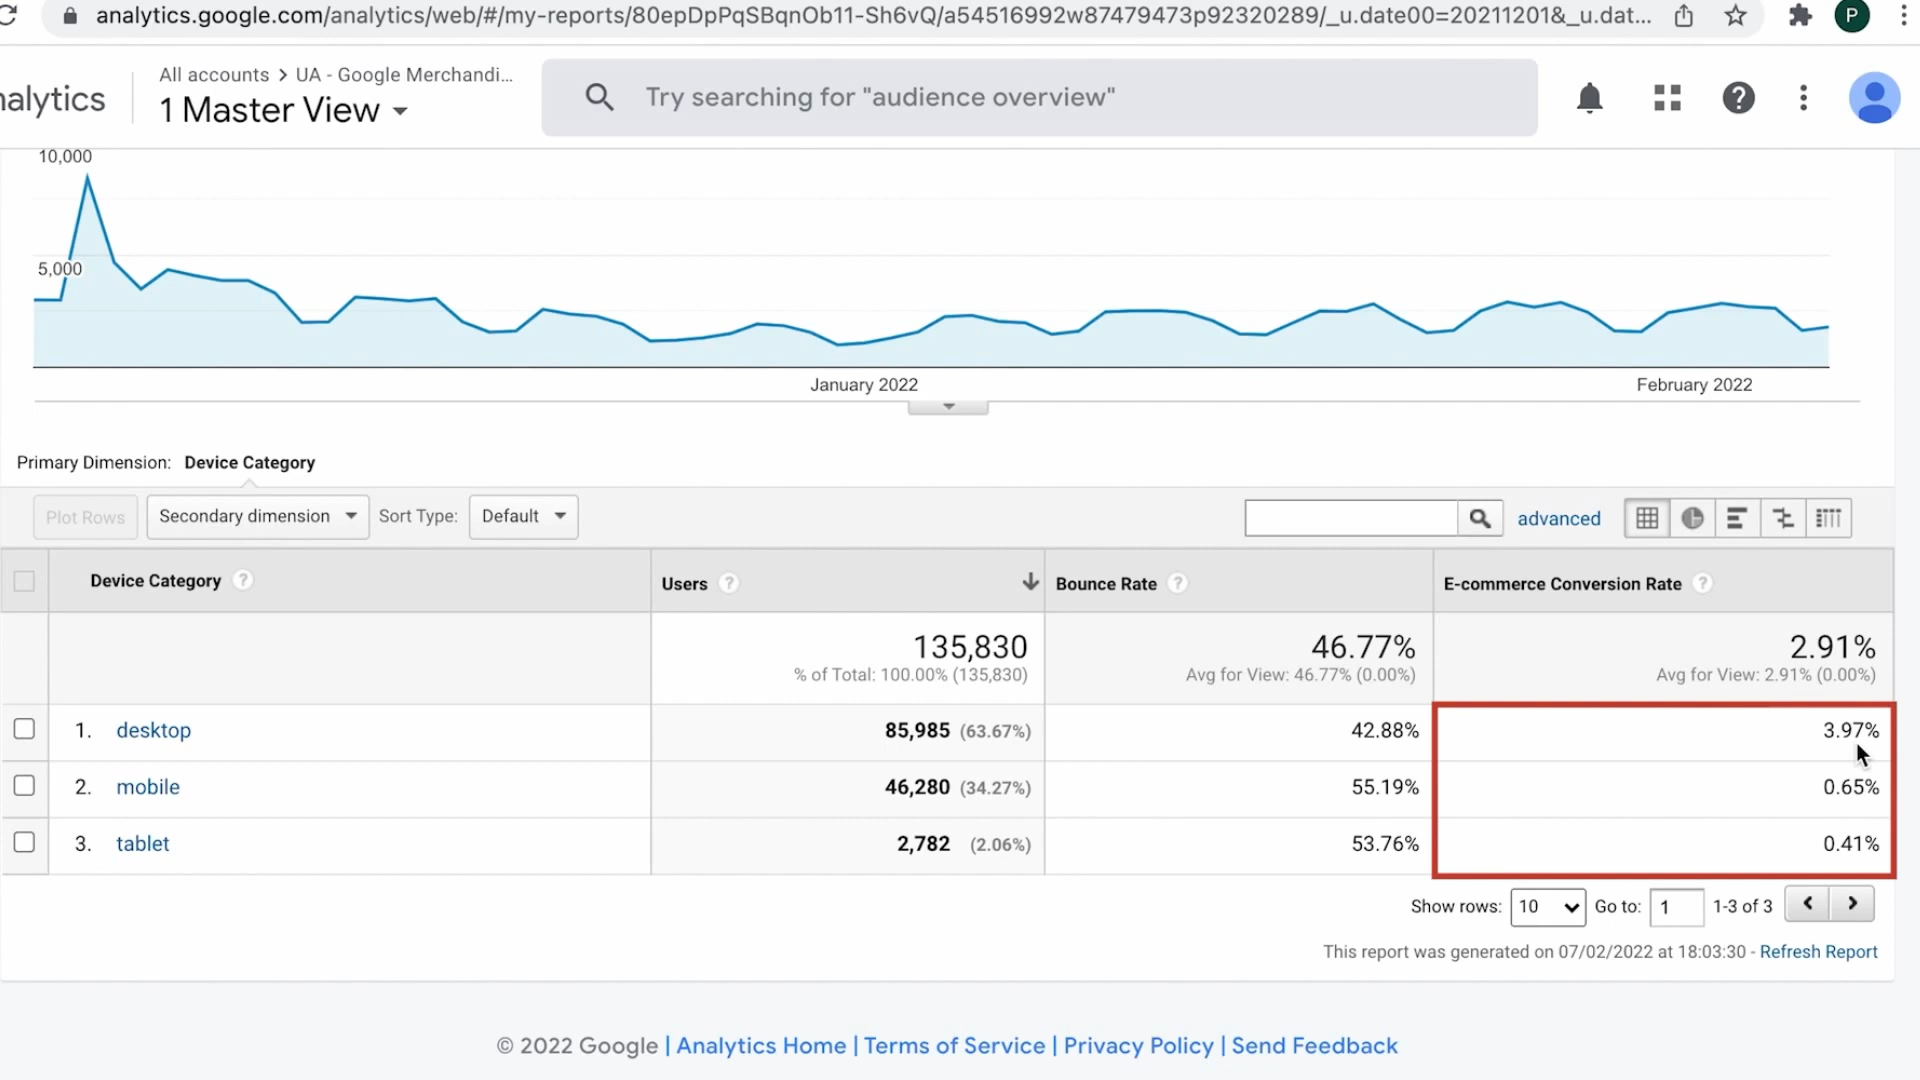 analytics.google.com/analytics/web/#/my-reports/80epDpPqSBqnOb11-Sh6vQ/a54516992w87479473p92320289/_u.date00=20211201&_u.dat...
P
nalytics
All accounts > UA - Google Merchandi...
1 Master View
Try searching for "audience overview"
10,000
5,000
January 2022
February 2022
Primary Dimension: Device Category
Plot Rows
Secondary dimension
Sort Type:
Default
advanced
Device Category ?
Users ?
Bounce Rate ?
E-commerce Conversion Rate ?
135,830
% of Total: 100.00% (135,830)
46.77%
Avg for View: 46.77% (0.00%)
2.91%
Avg for View: 2.91% (0.00%)
1. desktop 85,985 (63.67%) 42.88% 3.97%
2. mobile 46,280 (34.27%) 55.19% 0.65%
3. tablet 2,782 (2.06%) 53.76% 0.41%
Show rows: 10 Go to: 1 1-3 of 3
This report was generated on 07/02/2022 at 18:03:30 - Refresh Report
© 2022 Google | Analytics Home | Terms of Service | Privacy Policy | Send Feedback